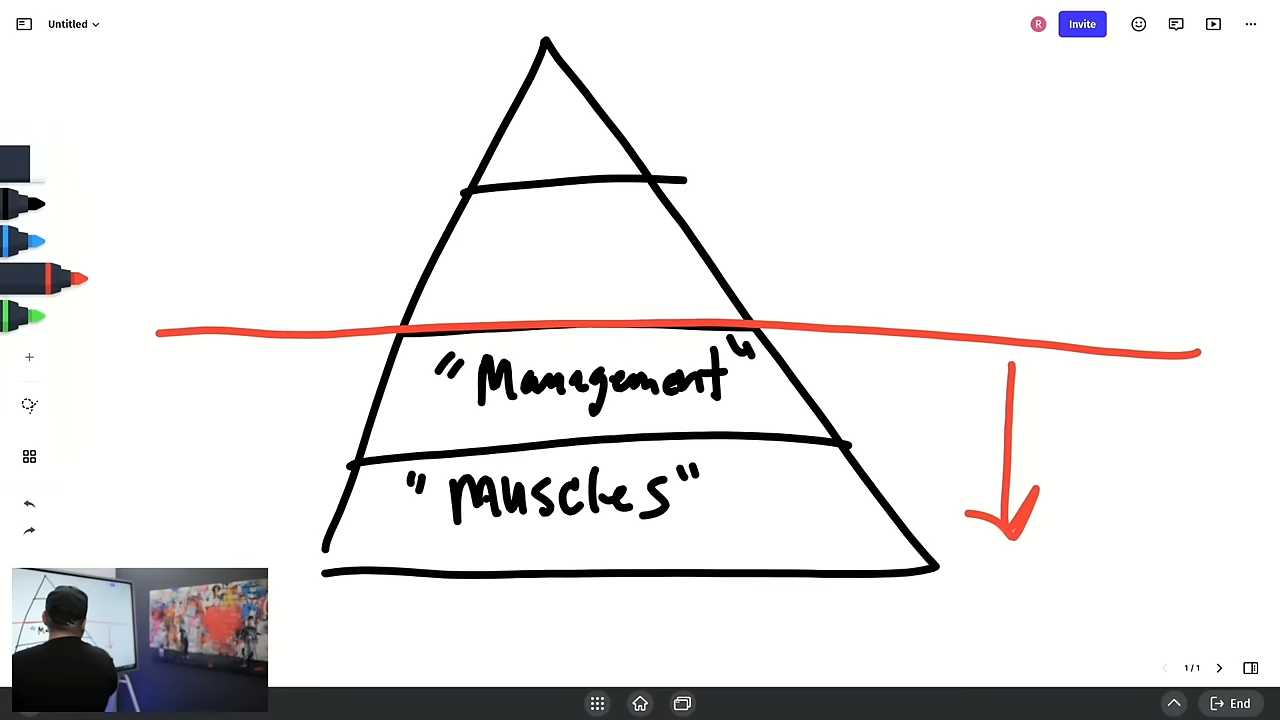 Untitled
R
Invite
"Management"
"Muscles"
1/1
End